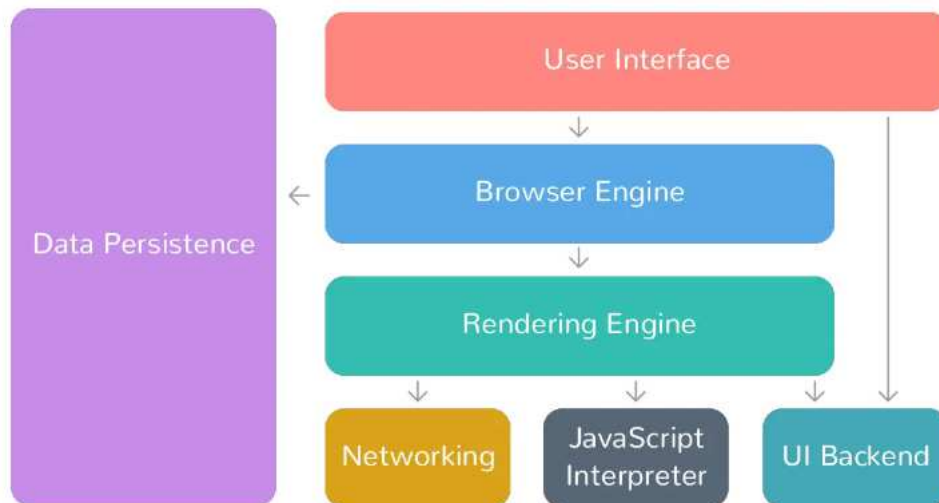 User Interface
Browser Engine
Data Persistence
Rendering Engine
Networking
JavaScript
Interpreter
UI Backend